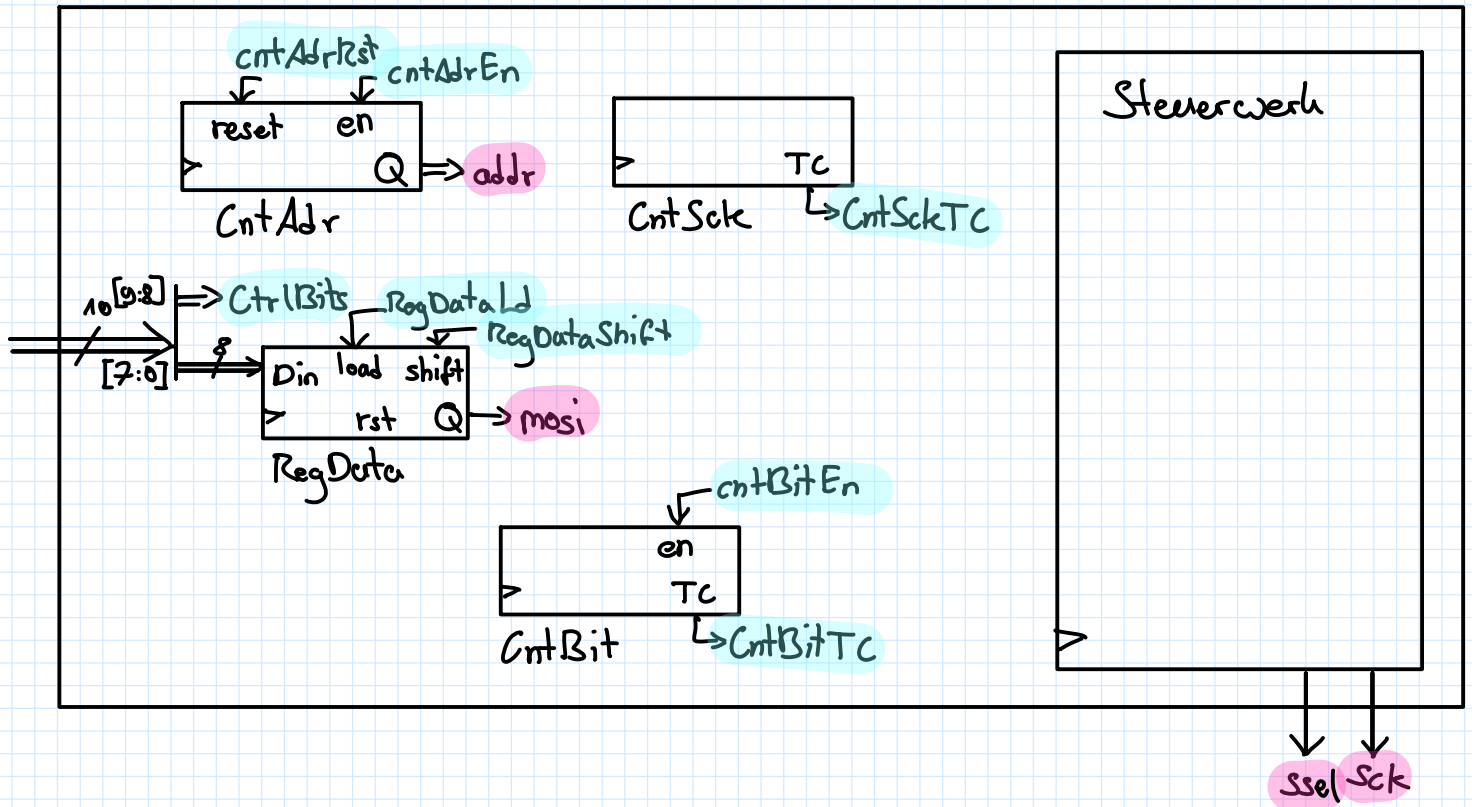 cntAdrRst
cntAdrEn
reset en
Q
addr
CntAdr
TC
CntSck
CntSckTC
Steuerwerk
10
[9:8]
CtrlBits
RegDataLd
RegDataShift
[7:0]
8
Din load shift
rst Q
mosi
RegData
cntBitEn
en
TC
CntBit
CntBitTC
ssel
sck